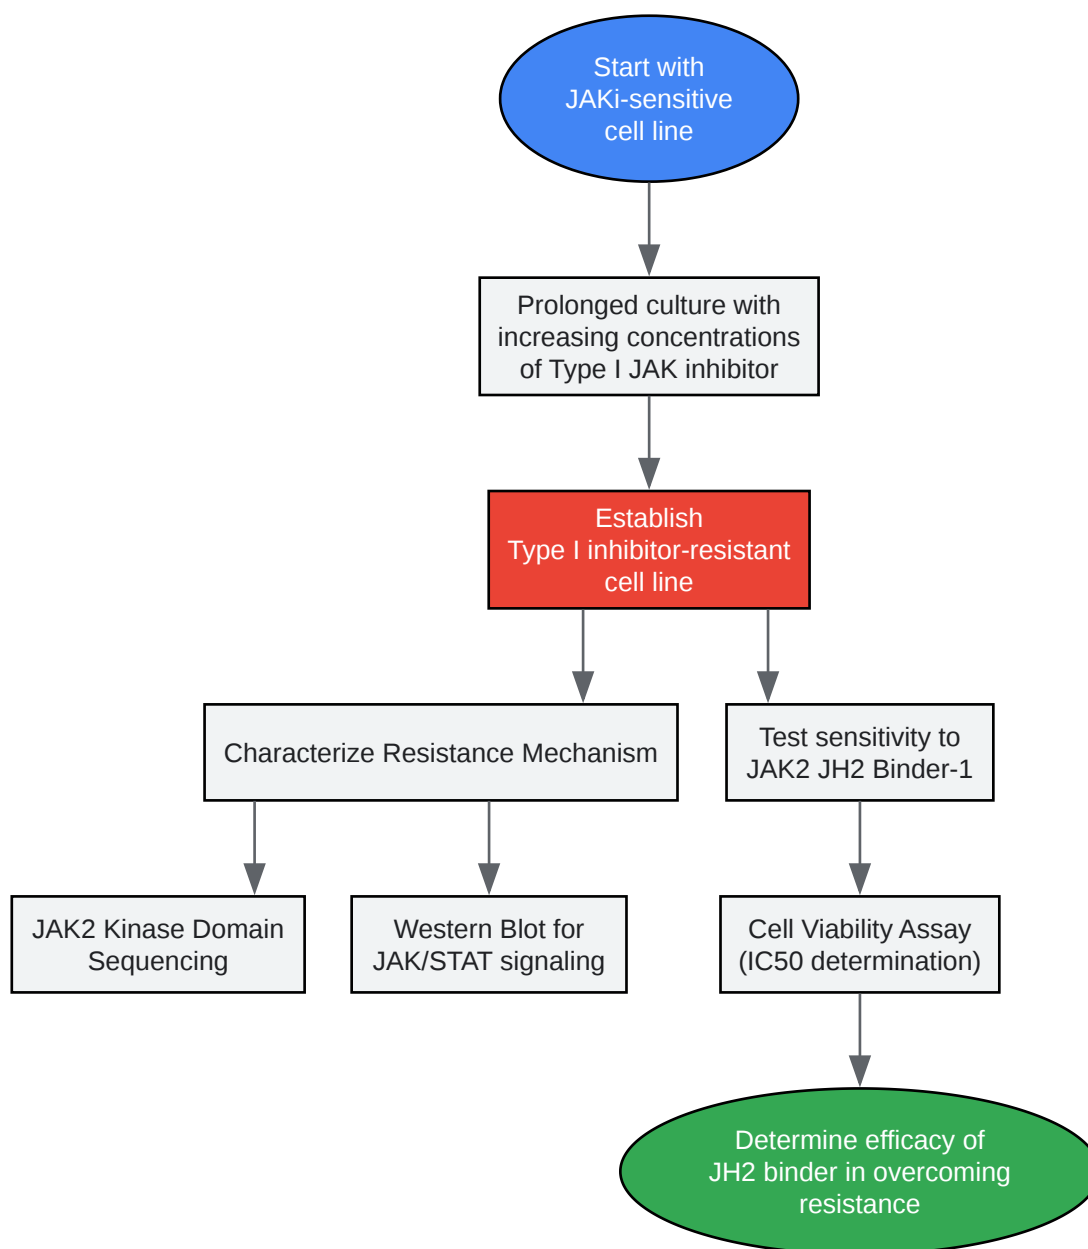 Start with
JAKi-sensitive
cell line
Prolonged culture with
increasing concentrations
of Type I JAK inhibitor
Establish
Type I inhibitor-resistant
cell line
Characterize Resistance Mechanism
Test sensitivity to
JAK2 JH2 Binder-1
JAK2 Kinase Domain
Sequencing
Western Blot for
JAK/STAT signaling
Cell Viability Assay
(IC50 determination)
Determine efficacy of
JH2 binder in overcoming
resistance